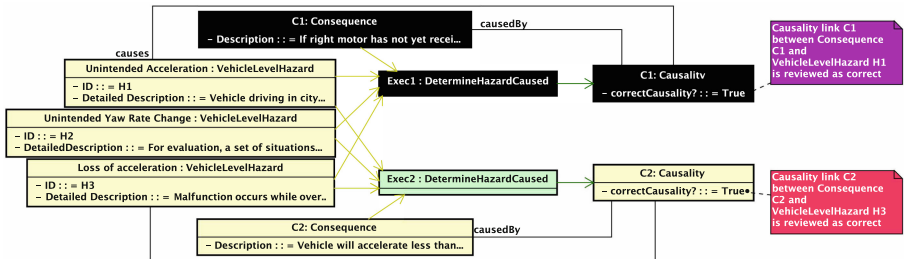 C1: Consequence
– Description : : = If right motor has not yet recei...
causedBy
causes
Causality link C1
between Consequence
C1 and
VehicleLevelHazard H1
is reviewed as correct
Unintended Acceleration : VehicleLevelHazard
– ID : : = H1
– Detailed Description : : = Vehicle driving in city...
Exec1 : DetermineHazardCaused
C1: Causality
– correctCausality? : : = True
Unintended Yaw Rate Change : VehicleLevelHazard
– ID : : = H2
– DetailedDescription : : = For evaluation, a set of situations...
Loss of acceleration : VehicleLevelHazard
– ID : : = H3
– Detailed Description : : = Malfunction occurs while over..
Exec2 : DetermineHazardCaused
C2: Causality
– correctCausality? : : = True
Causality link C2
between Consequence
C2 and
VehicleLevelHazard H3
is reviewed as correct
C2: Consequence
– Description : : = Vehicle will accelerate less than...
causedBy